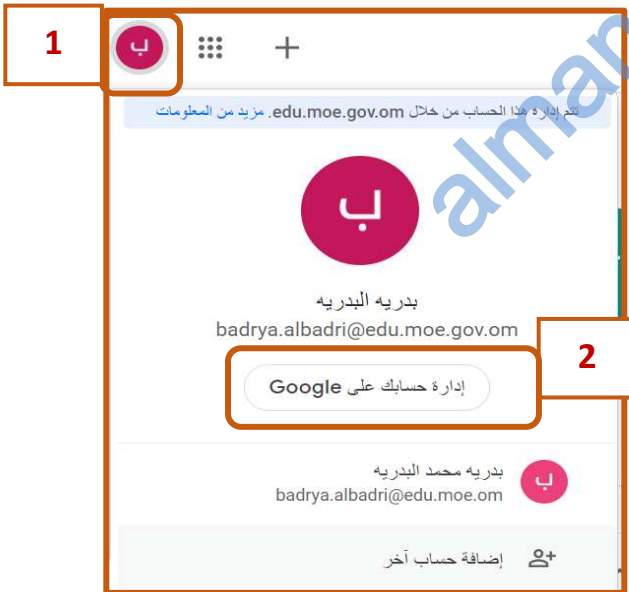 1
ب
تتم إدارة هذا الحساب من خلال edu.moe.gov.om. مزيد من المعلومات
ب
بدريه البدريه
badrya.albadri@edu.moe.gov.om
2
إدارة حسابك على Google
بدريه محمد البدريه
ب
badrya.albadri@edu.moe.om
إضافة حساب آخر